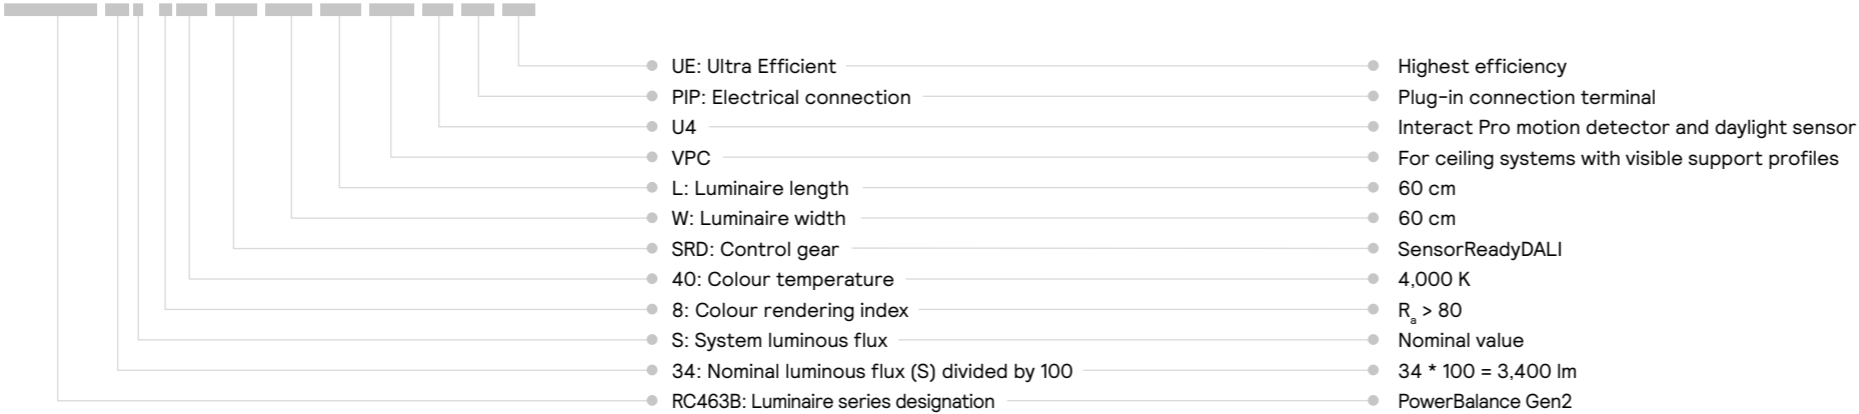 UE: Ultra Efficient Highest efficiency
PIP: Electrical connection Plug-in connection terminal
U4 Interact Pro motion detector and daylight sensor
VPC For ceiling systems with visible support profiles
L: Luminaire length 60 cm
W: Luminaire width 60 cm
SRD: Control gear SensorReadyDALI
40: Colour temperature 4,000 K
8: Colour rendering index Ra > 80
S: System luminous flux Nominal value
34: Nominal luminous flux (S) divided by 100 34 * 100 = 3,400 lm
RC463B: Luminaire series designation PowerBalance Gen2